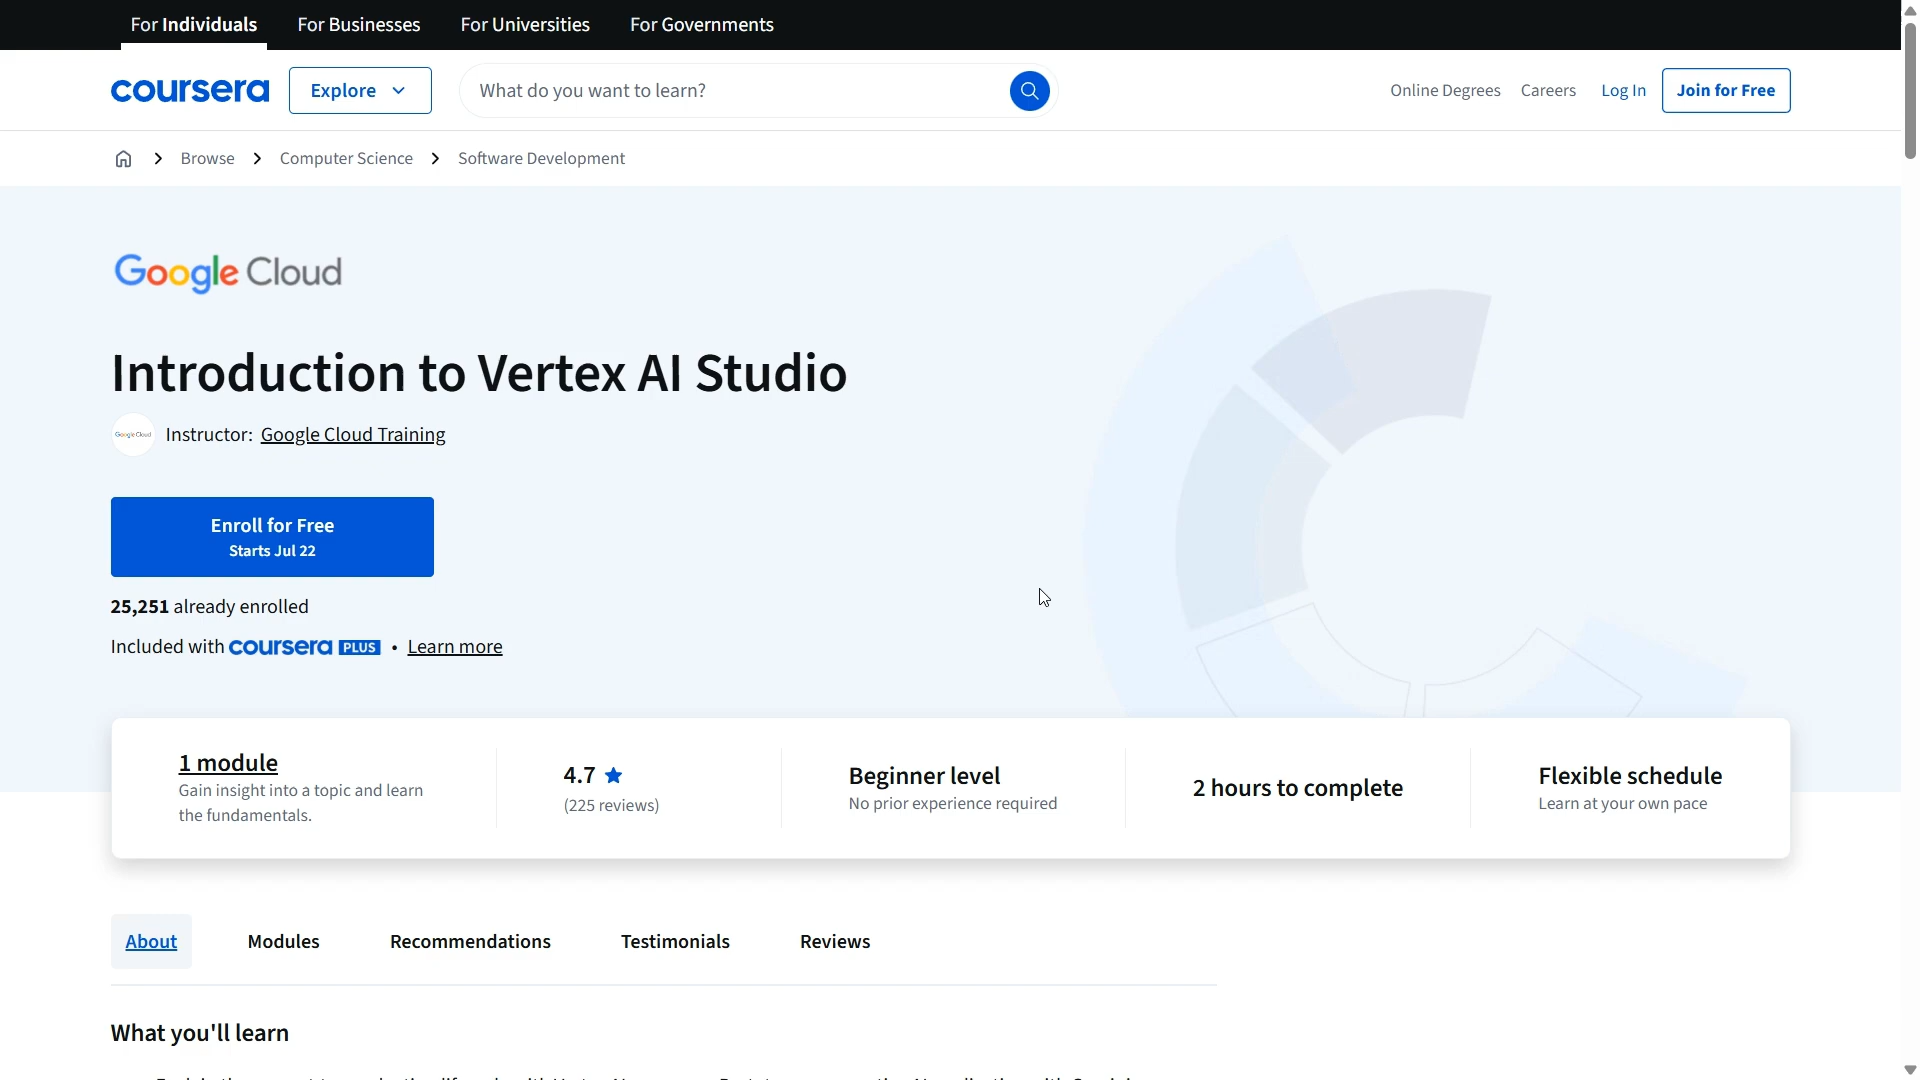 For Individuals For Businesses For Universities For Governments
coursera Explore What do you want to learn? Online Degrees Careers Log In Join for Free
Browse Computer Science Software Development
Google Cloud
Introduction to Vertex AI Studio
Google Cloud Instructor: Google Cloud Training
Enroll for Free
Starts Jul 22
25,251 already enrolled
Included with coursera PLUS • Learn more
1 module
Gain insight into a topic and learn
the fundamentals.
4.7
(225 reviews)
Beginner level
No prior experience required
2 hours to complete
Flexible schedule
Learn at your own pace
About Modules Recommendations Testimonials Reviews
What you'll learn